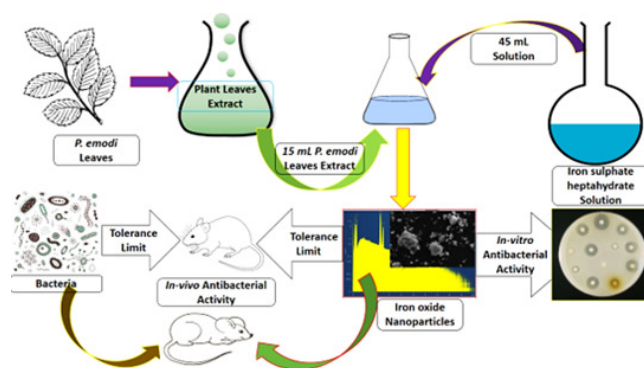 45 mL
Solution
Plant Leaves
Extract
P. emodi
Leaves
15 mL P. emodi
Leaves Extract
Iron sulphate
heptahydrate
Solution
Tolerance
Limit
Tolerance
Limit
In-vitro
Antibacterial
Activity
Bacteria
In-vivo Antibacterial
Activity
Iron oxide
Nanoparticles